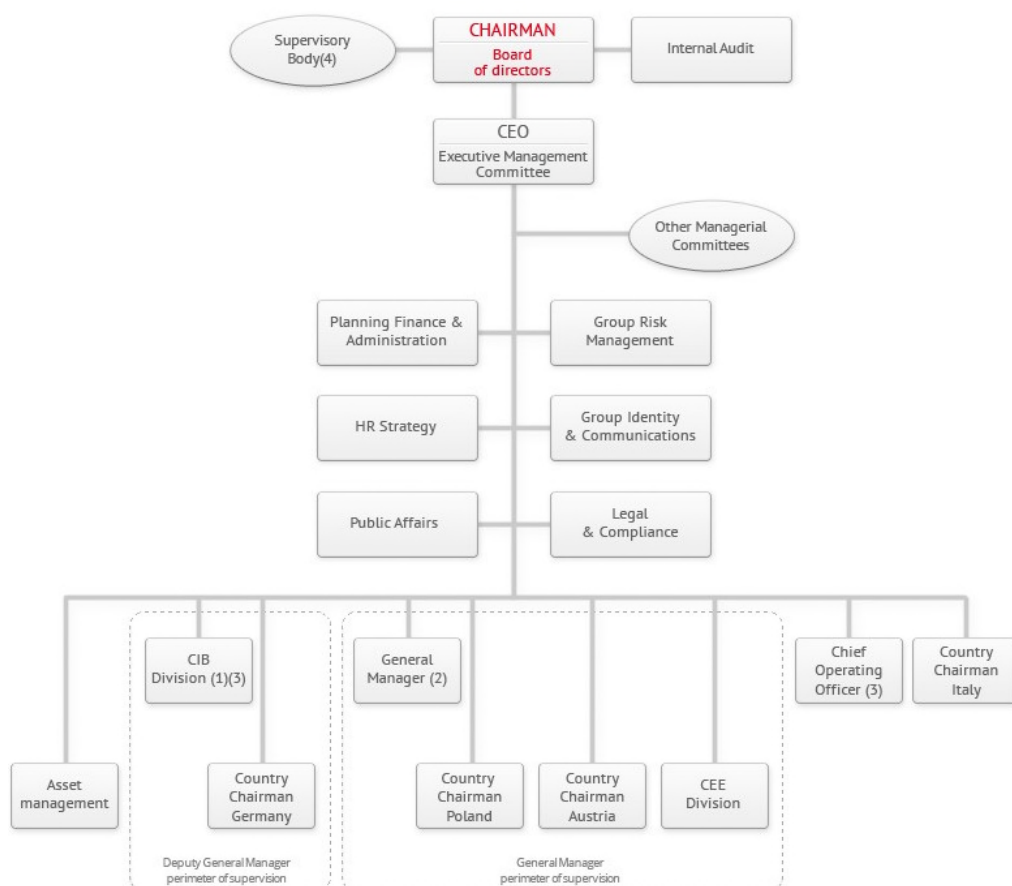 Supervisory
Body(4)
CHAIRMAN
Board
of directors
Internal Audit
CEO
Executive Management
Committee
Other Managerial
Committees
Planning Finance &
Administration
Group Risk
Management
HR Strategy
Group Identity
& Communications
Public Affairs
Legal
& Compliance
CIB
Division (1)(3)
General
Manager (2)
Chief
Operating
Officer (3)
Country
Chairman
Italy
Asset
management
Country
Chairman
Germany
Country
Chairman
Poland
Country
Chairman
Austria
CEE
Division
Deputy General Manager
perimeter of supervision
General Manager
perimeter of supervision